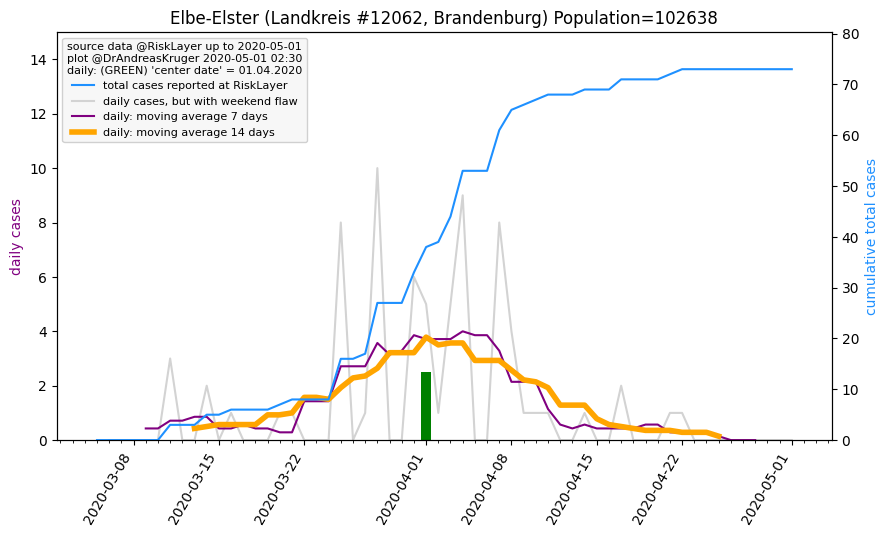 Elbe-Elster (Landkreis #12062, Brandenburg) Population=102638
source data @RiskLayer up to 2020-05-01
plot @DrAndreasKruger 2020-05-01 02:30
daily: (GREEN) 'center date' = 01.04.2020
total cases reported at RiskLayer
daily cases, but with weekend flaw
daily: moving average 7 days
daily: moving average 14 days
daily cases
14
12
10
8
6
4
2
0
cumulative total cases
80
70
60
50
40
30
20
10
0
2020-03-08
2020-03-15
2020-03-22
2020-04-01
2020-04-08
2020-04-15
2020-04-22
2020-05-01